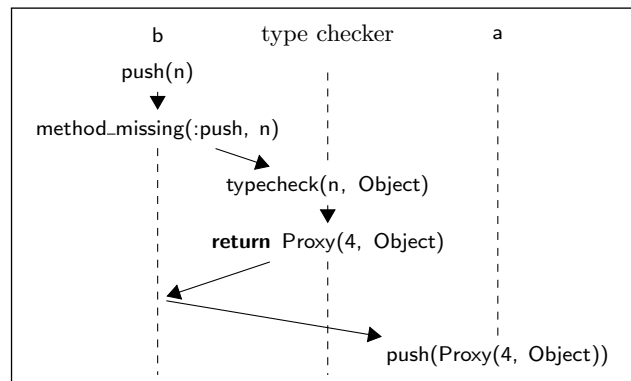 b type checker a
push(n)
method_missing(:push, n)
typecheck(n, Object)
return Proxy(4, Object)
push(Proxy(4, Object))